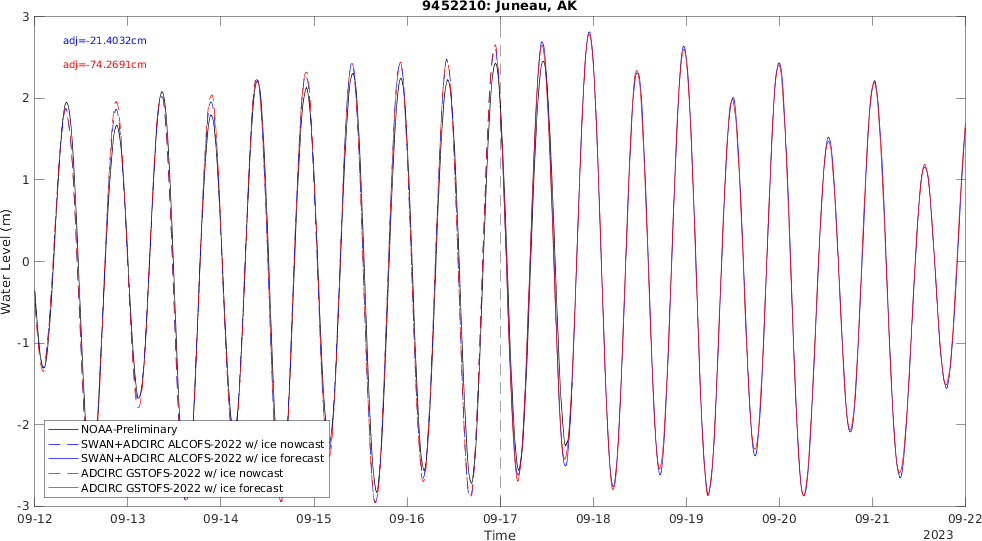 9452210: Juneau, AK
adj=-21.4032cm
adj=-74.2691cm
Water Level (m)
3
2
1
0
-1
-2
-3
NOAA-Preliminary
SWAN+ADCIRC ALCOFS-2022 w/ ice nowcast
SWAN+ADCIRC ALCOFS-2022 w/ ice forecast
ADCIRC GSTOFS-2022 w/ ice nowcast
ADCIRC GSTOFS-2022 w/ ice forecast
09-12 09-13 09-14 09-15 09-16 09-17 09-18 09-19 09-20 09-21 09-22
Time
2023